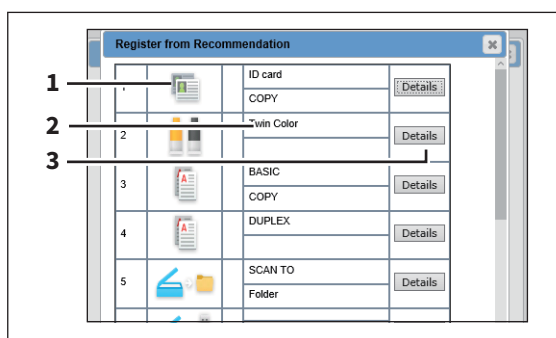 Register from Recommendation
1
ID card
Details
COPY
2
Twin Color
2
Details
3
BASIC
3
Details
COPY
DUPLEX
4
Details
SCAN TO
5
Details
Folder